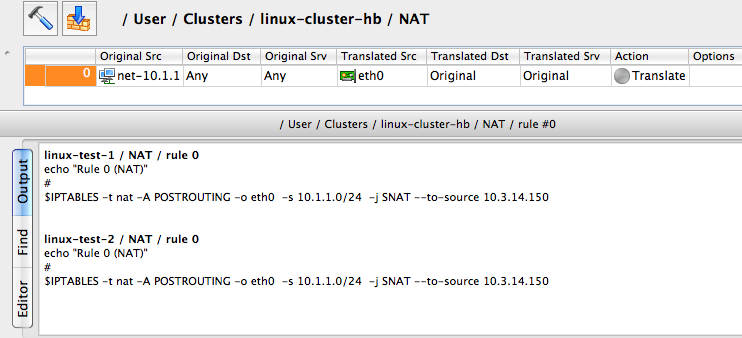 / User / Clusters / linux-cluster-hb / NAT
Original Src Original Dst Original Srv Translated Src Translated Dst Translated Srv Action Options
0 net-10.1.1 Any Any eth0 Original Original Translate
/ User / Clusters / linux-cluster-hb / NAT / rule #0
Output
Find
Editor
linux-test-1 / NAT / rule 0
echo "Rule 0 (NAT)"
#
$IPTABLES -t nat -A POSTROUTING -o eth0 -s 10.1.1.0/24 -j SNAT --to-source 10.3.14.150
linux-test-2 / NAT / rule 0
echo "Rule 0 (NAT)"
#
$IPTABLES -t nat -A POSTROUTING -o eth0 -s 10.1.1.0/24 -j SNAT --to-source 10.3.14.150